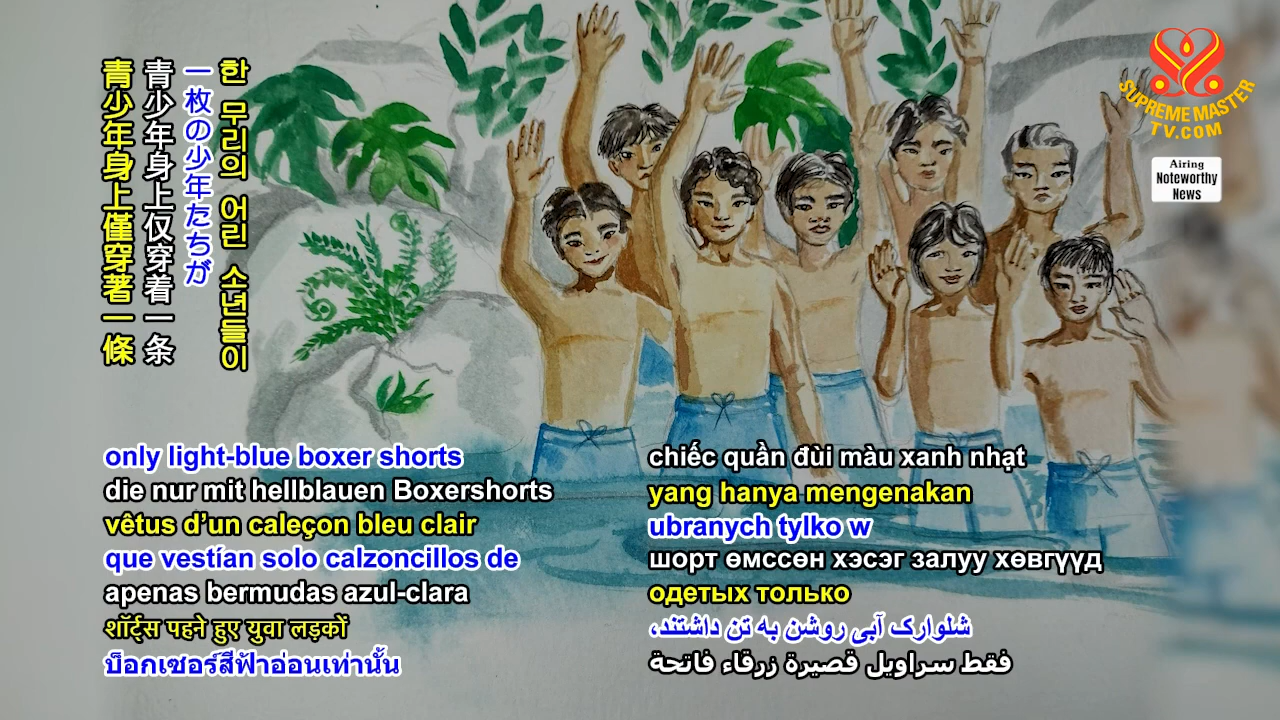 한 무리의 어린 소년들이
一枚の少年たちが
青少年身上仅穿着一条
青少年身上僅穿著一條
SUPREME MASTER
TV.COM
Airing
Noteworthy
News
only light-blue boxer shorts
die nur mit hellblauen Boxershorts
vêtus d’un caleçon bleu clair
que vestían solo calzoncillos de
apenas bermudas azul-clara
शॉर्ट्स पहने हुए युवा लड़कों
บ็อกเซอร์สีฟ้าอ่อนเท่านั้น
chiếc quần đùi màu xanh nhạt
yang hanya mengenakan
ubranych tylko w
шорт өмссөн хэсэг залуу хөвгүүд
одетых только
شلوارک آبی روشن به تن داشتند،
فقط سراويل قصيرة زرقاء فاتحة